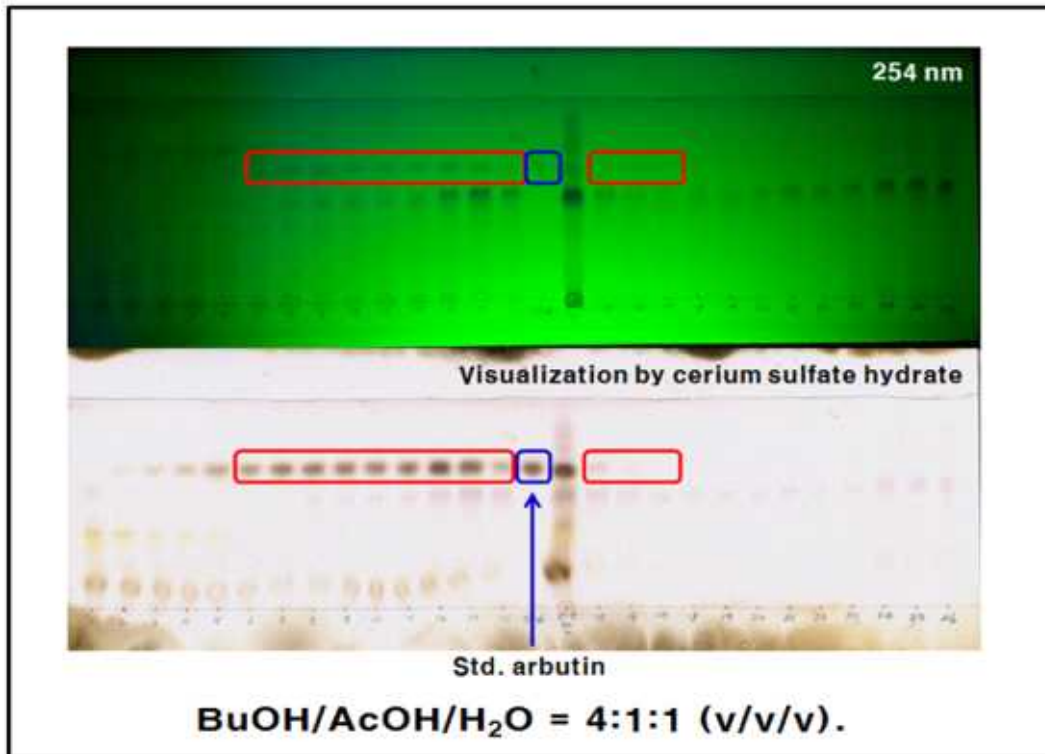 254 nm
Visualization by cerium sulfate hydrate
Std. arbutin
BuOH/AcOH/H₂O = 4:1:1 (v/v/v).